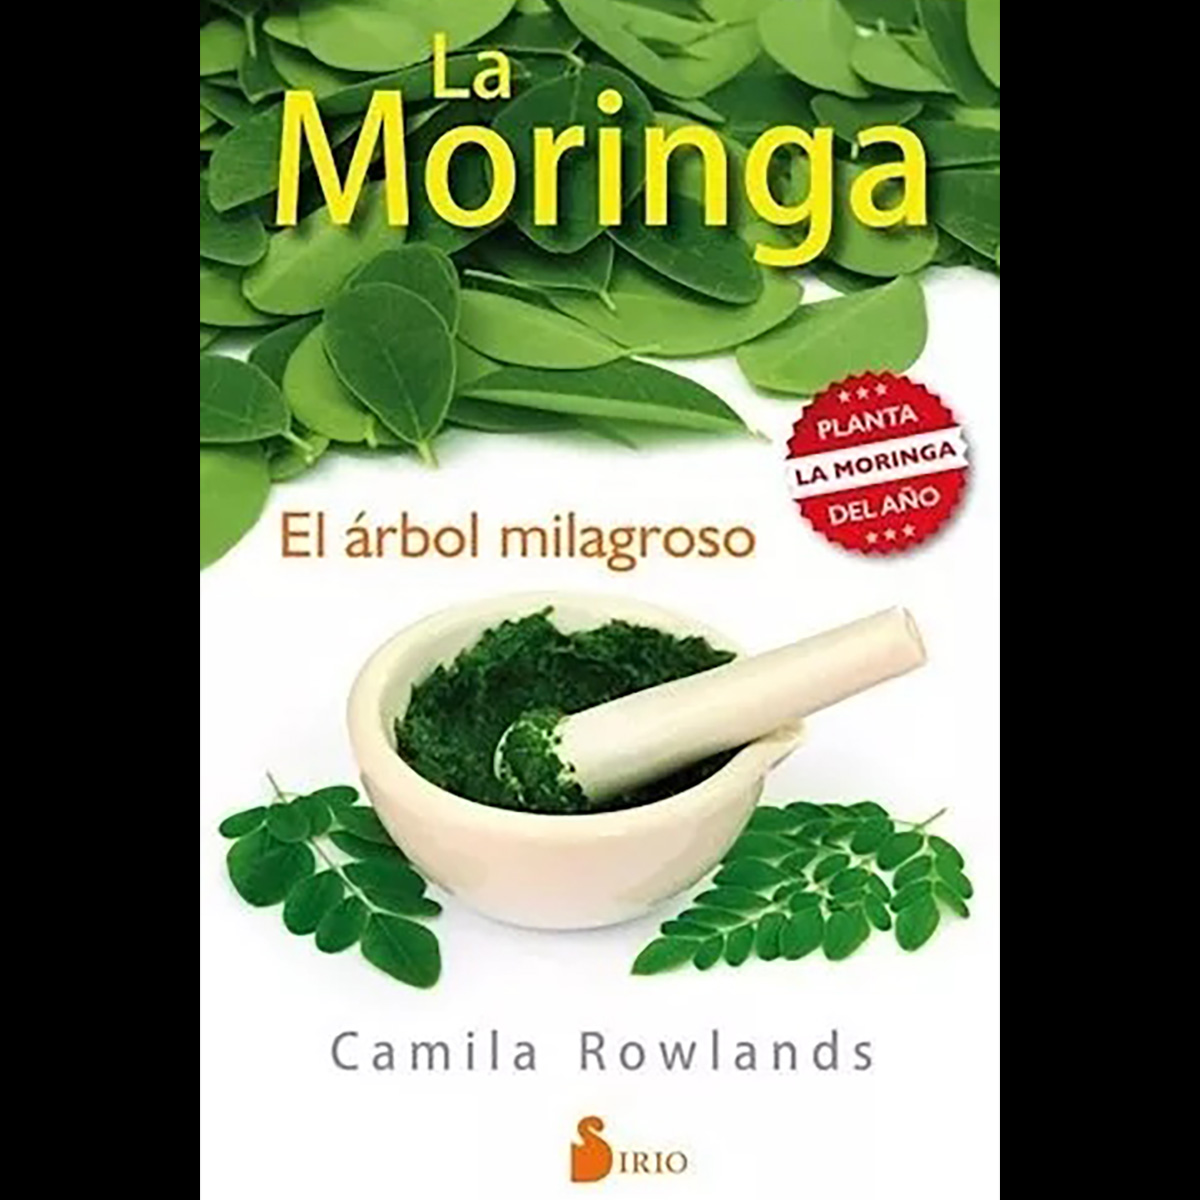 La
Moringa
PLANTA
LA MORINGA
DEL AÑO
El árbol milagroso
Camila Rowlands
SIRIO